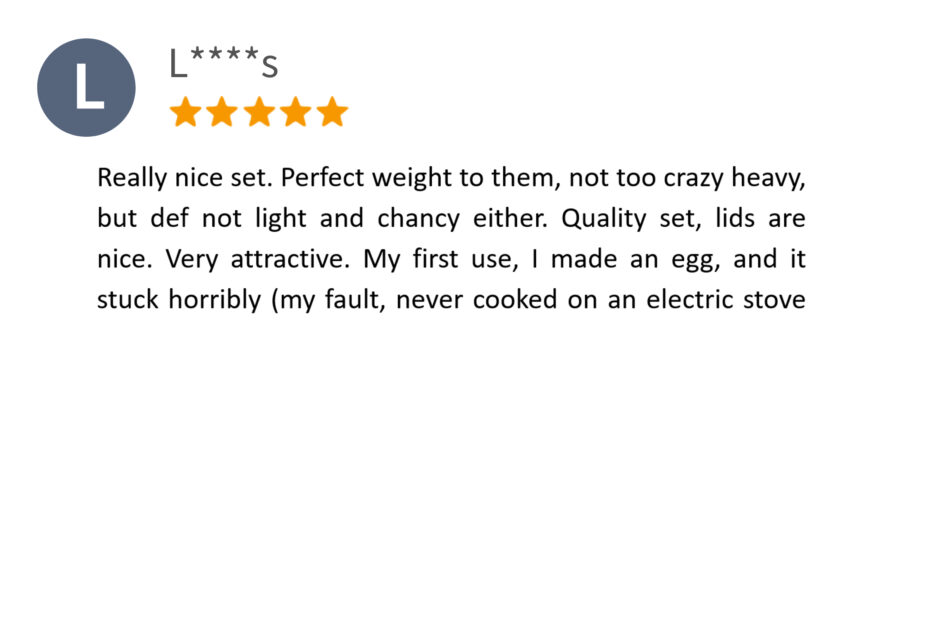 L
L****s
Really nice set. Perfect weight to them, not too crazy heavy,
but def not light and chancy either. Quality set, lids are
nice. Very attractive. My first use, I made an egg, and it
stuck horribly (my fault, never cooked on an electric stove